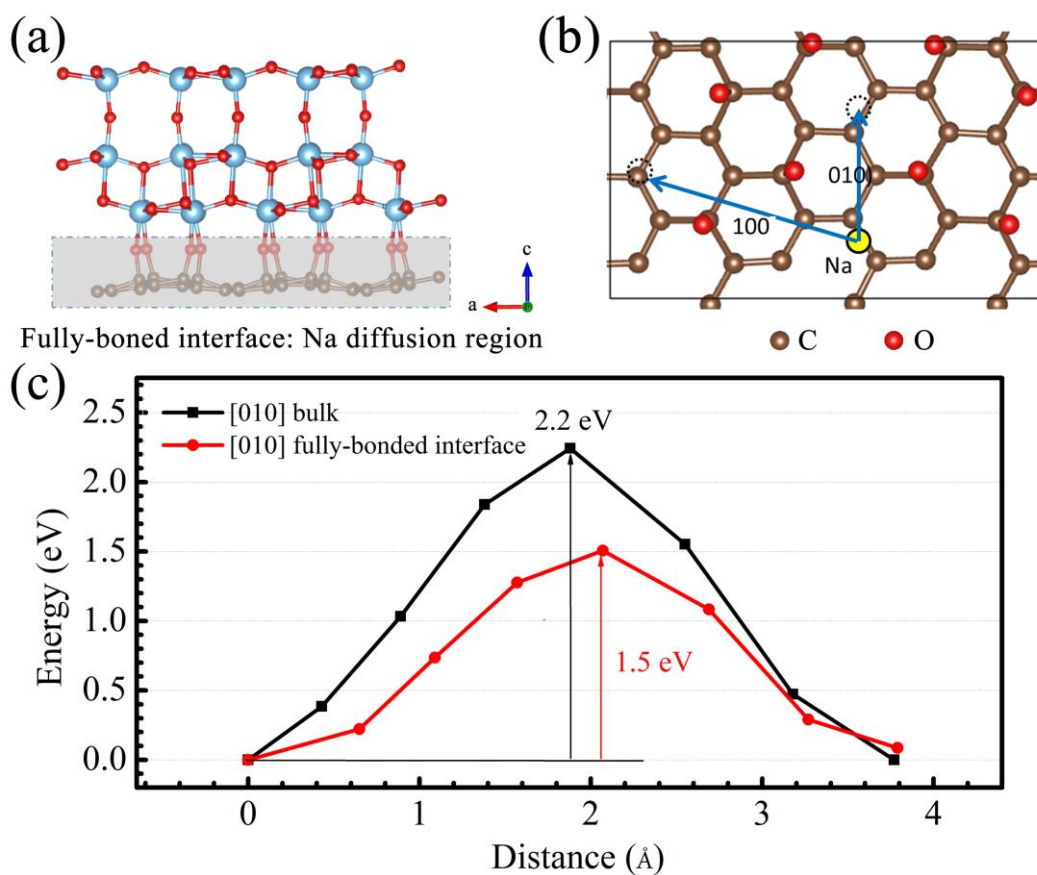 (a)
c
a
Fully-boned interface: Na diffusion region
(b)
010
100
Na
C O
(c)
[010] bulk
[010] fully-bonded interface
2.2 eV
1.5 eV
Energy (eV)
2.5
2.0
1.5
1.0
0.5
0.0
0 1 2 3 4
Distance (Å)